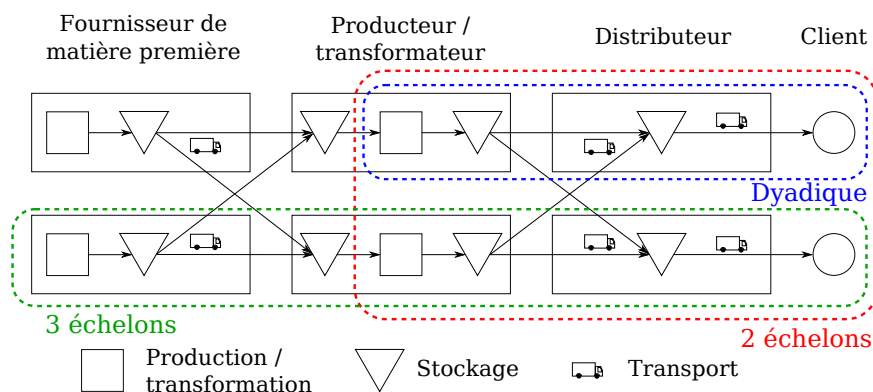 Fournisseur de
matière première
Producteur /
transformateur
Distributeur
Client
Dyadique
3 échelons
2 échelons
Production /
transformation
Stockage
Transport